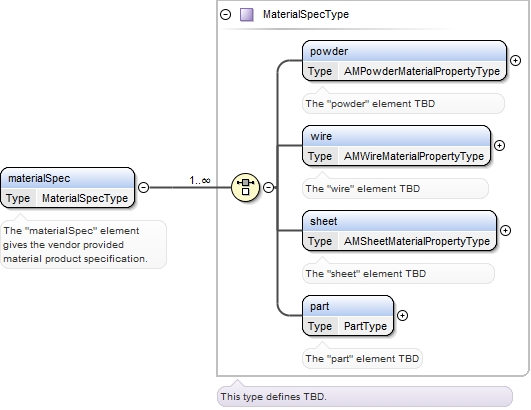 MaterialSpecType
powder
Type AMPowderMaterialPropertyType
The "powder" element TBD
wire
Type AMWireMaterialPropertyType
The "wire" element TBD
materialSpec
Type MaterialSpecType
1..∞
The "materialSpec" element
gives the vendor provided
material product specification.
sheet
Type AMSheetMaterialPropertyType
The "sheet" element TBD
part
Type PartType
The "part" element TBD
This type defines TBD.